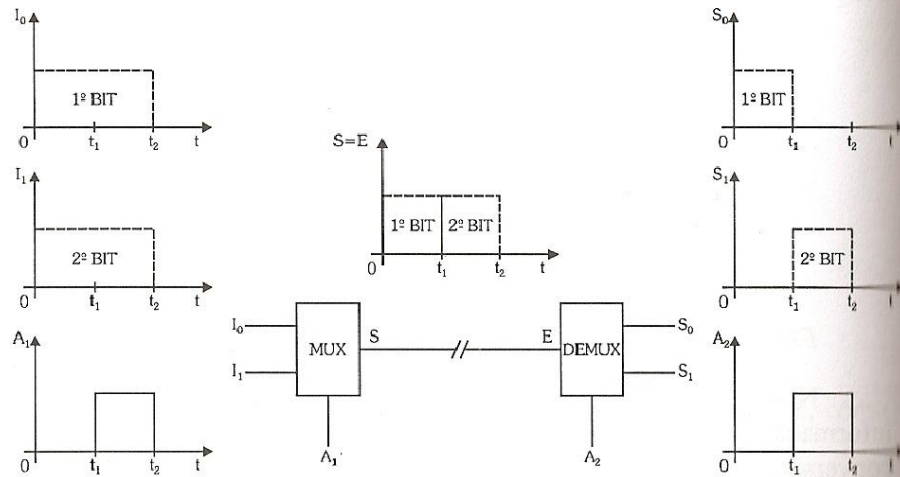 I₀
1º BIT
0 t₁ t₂ t
I₁
2º BIT
0 t₁ t₂ t
A₁
0 t₁ t₂ t
S=E
1º BIT 2º BIT
0 t₁ t₂ t
I₀
I₁
MUX
S
A₁
E
DEMUX
S₀
S₁
A₂
S₀
1º BIT
0 t₁ t₂ t
S₁
2º BIT
0 t₁ t₂
A₂
0 t₁ t₂